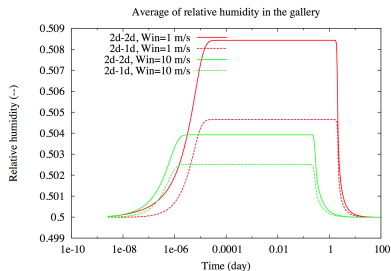 Average of relative humidity in the gallery
0.509
0.508
0.507
0.506
0.505
0.504
0.503
0.502
0.501
0.5
0.499
Relative humidity (--)
2d-2d, Win=1 m/s
2d-1d, Win=1 m/s
2d-2d, Win=10 m/s
2d-1d, Win=10 m/s
1e-10 1e-08 1e-06 0.0001 0.01 1 100
Time (day)